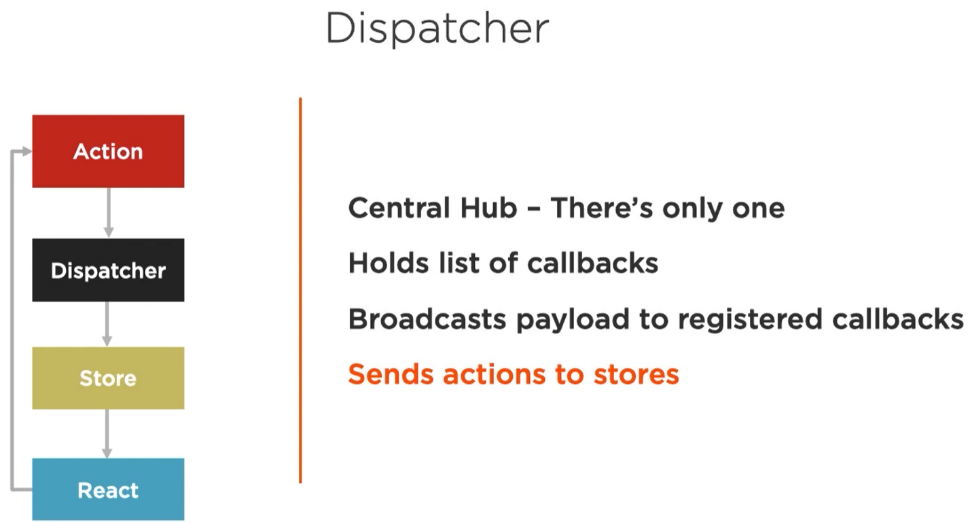 Dispatcher
Action
Dispatcher
Store
React
Central Hub – There’s only one
Holds list of callbacks
Broadcasts payload to registered callbacks
Sends actions to stores